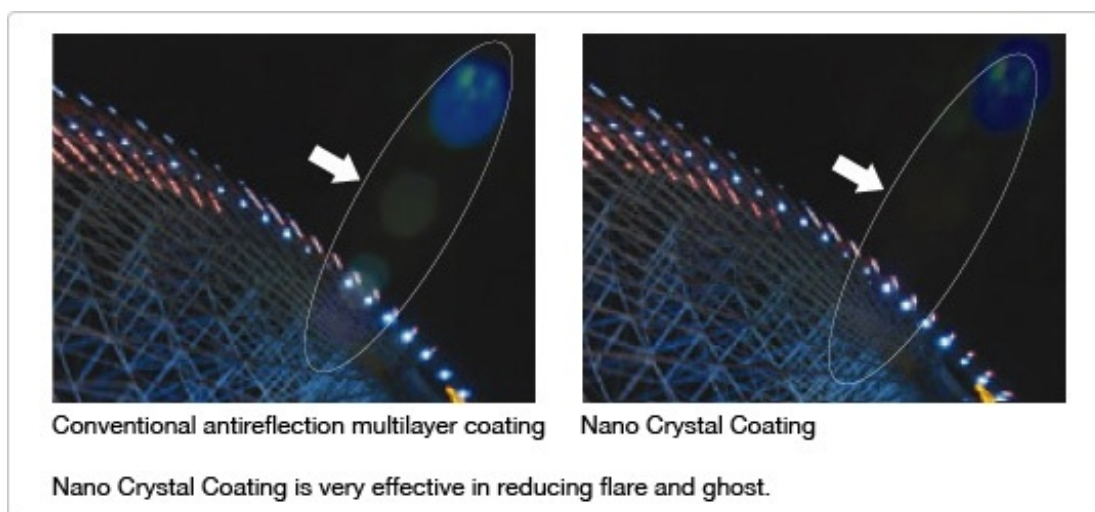 Conventional antireflection multilayer coating
Nano Crystal Coating
Nano Crystal Coating is very effective in reducing flare and ghost.